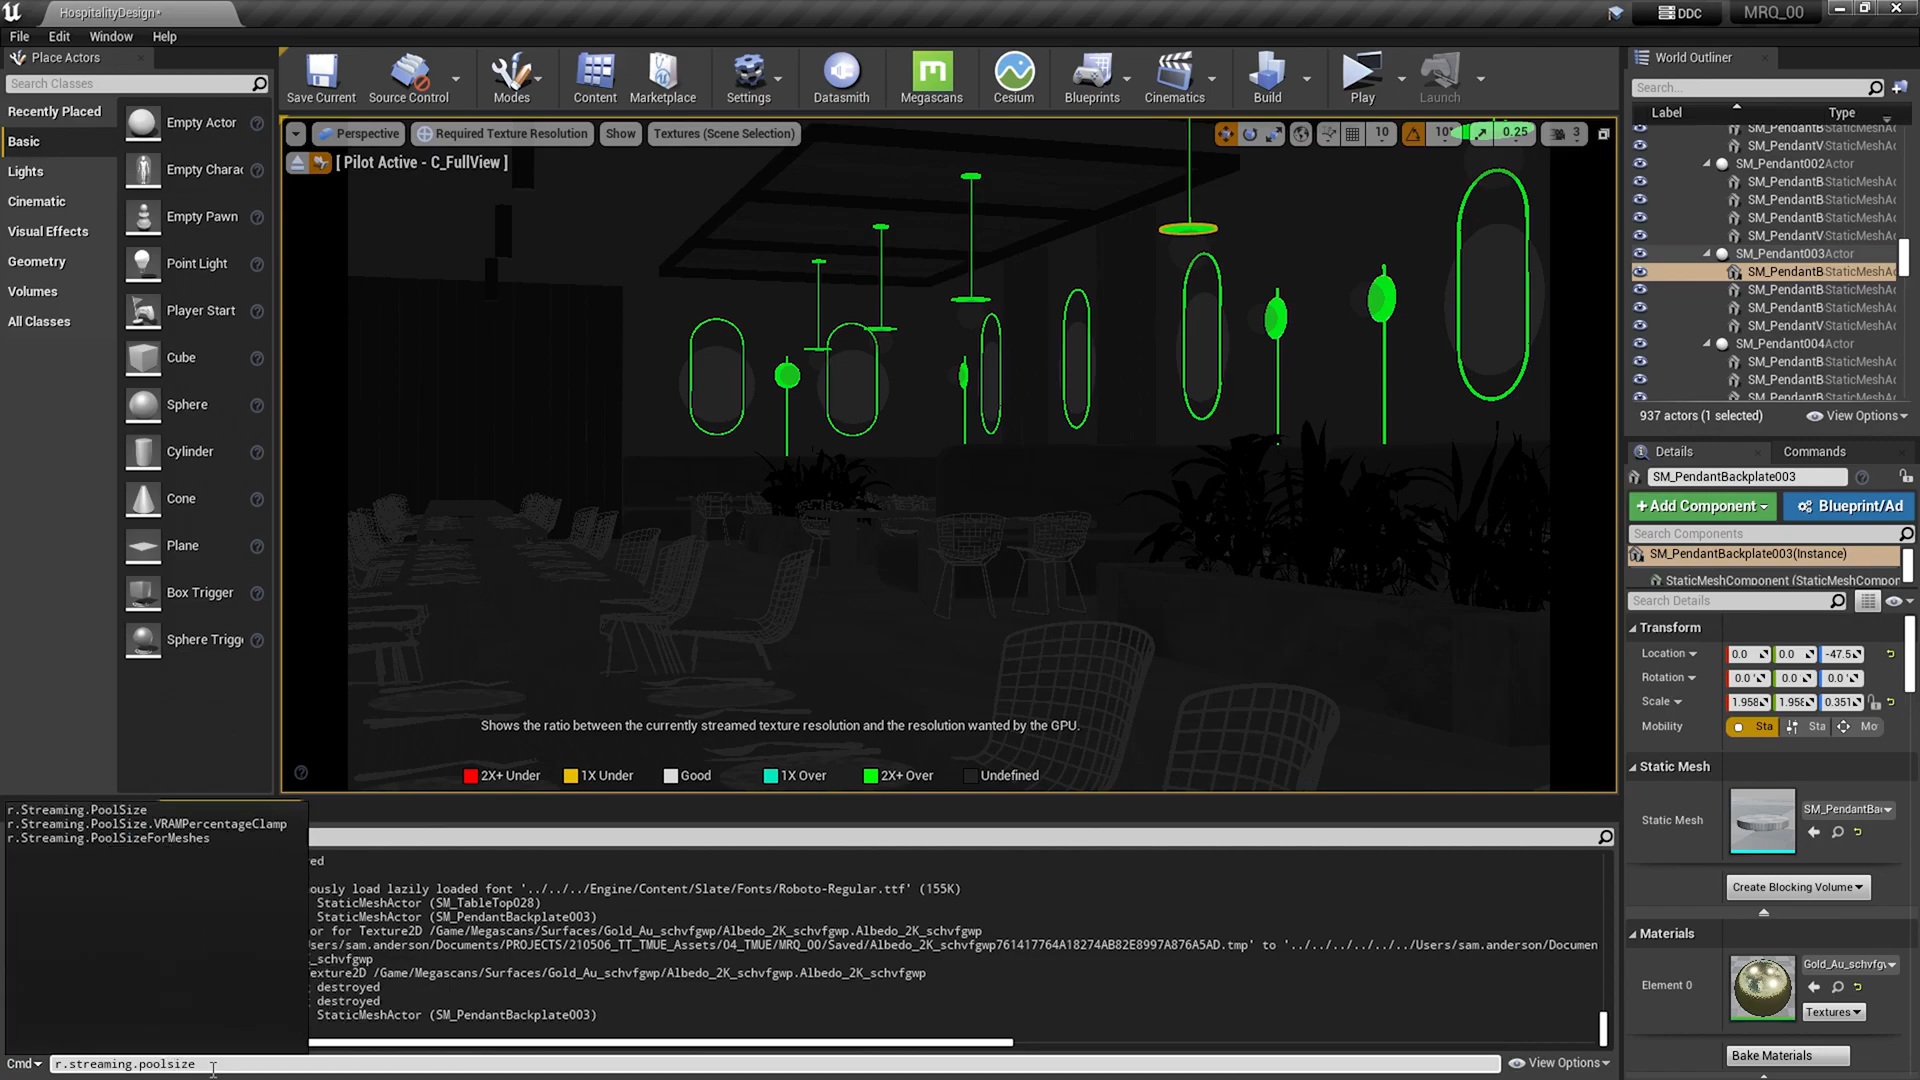 HospitalityDesign*
DDC
MRQ_00
File Edit Window Help
Place Actors
Search Classes
Recently Placed
Basic
Lights
Cinematic
Visual Effects
Geometry
Volumes
All Classes
Empty Actor
Empty Charac
Empty Pawn
Point Light
Player Start
Cube
Sphere
Cylinder
Cone
Plane
Box Trigger
Sphere Trigge
Save Current
Source Control
Modes
Content
Marketplace
Settings
Datasmith
Megascans
Cesium
Blueprints
Cinematics
Build
Play
Launch
Perspective
Required Texture Resolution
Show
Textures (Scene Selection)
10
10°
0.25
3
[ Pilot Active - C_FullView ]
Shows the ratio between the currently streamed texture resolution and the resolution wanted by the GPU.
2X+ Under
1X Under
Good
1X Over
2X+ Over
Undefined
World Outliner
Search...
Label
Type
SM_PendantB StaticMeshAc
SM_PendantV StaticMeshAc
SM_Pendant002 Actor
SM_PendantB StaticMeshAc
SM_PendantB StaticMeshAc
SM_PendantB StaticMeshAc
SM_PendantV StaticMeshAc
SM_Pendant003 Actor
SM_PendantB StaticMeshAc
SM_PendantB StaticMeshAc
SM_PendantB StaticMeshAc
SM_PendantV StaticMeshAc
SM_Pendant004 Actor
SM_PendantB StaticMeshAc
SM_PendantB StaticMeshAc
SM_PendantB StaticMeshAc
937 actors (1 selected)
View Options
Details
Commands
SM_PendantBackplate003
+Add Component
Blueprint/Ad
Search Components
SM_PendantBackplate003(Instance)
StaticMeshComponent (StaticMeshCompor
Search Details
Transform
Location 0.0 0.0 -47.5
Rotation 0.0 ° 0.0 ° 0.0 °
Scale 1.958 1.958 0.351
Mobility Sta Sta Mo
Static Mesh
Static Mesh
SM_PendantBac
Create Blocking Volume
Materials
Element 0
Gold_Au_schvfgw
Textures
Bake Materials
r.Streaming.PoolSize
r.Streaming.PoolSize.VRAMPercentageClamp
r.Streaming.PoolSizeForMeshes
ed
ously load lazily loaded font '../../../Engine/Content/Slate/Fonts/Roboto-Regular.ttf' (155K)
StaticMeshActor (SM_TableTop028)
StaticMeshActor (SM_PendantBackplate003)
or for Texture2D /Game/Megascans/Surfaces/Gold_Au_schvfgwp/Albedo_2K_schvfgwp.Albedo_2K_schvfgwp
sers/sam.anderson/Documents/PROJECTS/210506_TT_TMUE_Assets/04_TMUE/MRQ_00/Saved/Albedo_2K_schvfgwp761417764A18274AB82E8997A876A5AD.tmp' to '../../../../../../Users/sam.anderson/Documen
_schvfgwp
exture2D /Game/Megascans/Surfaces/Gold_Au_schvfgwp/Albedo_2K_schvfgwp.Albedo_2K_schvfgwp
destroyed
destroyed
StaticMeshActor (SM_PendantBackplate003)
Cmd
r.streaming.poolsize
View Options